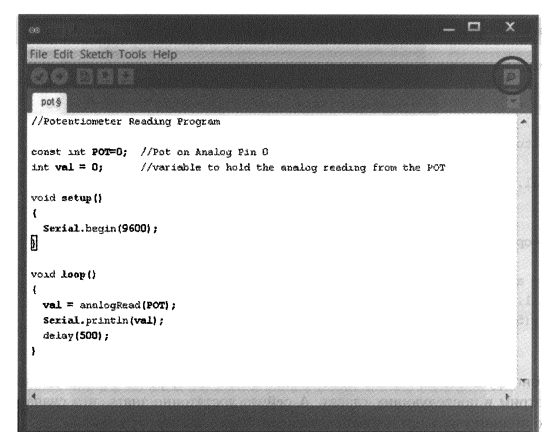 File Edit Sketch Tools Help
pot§
//Potentiometer Reading Program
const int POT=0; //Pot on Analog Pin 0
int val = 0; //variable to hold the analog reading from the POT
void setup()
{
Serial.begin(9600);
}
void loop()
{
val = analogRead(POT);
Serial.println(val);
delay(500);
}